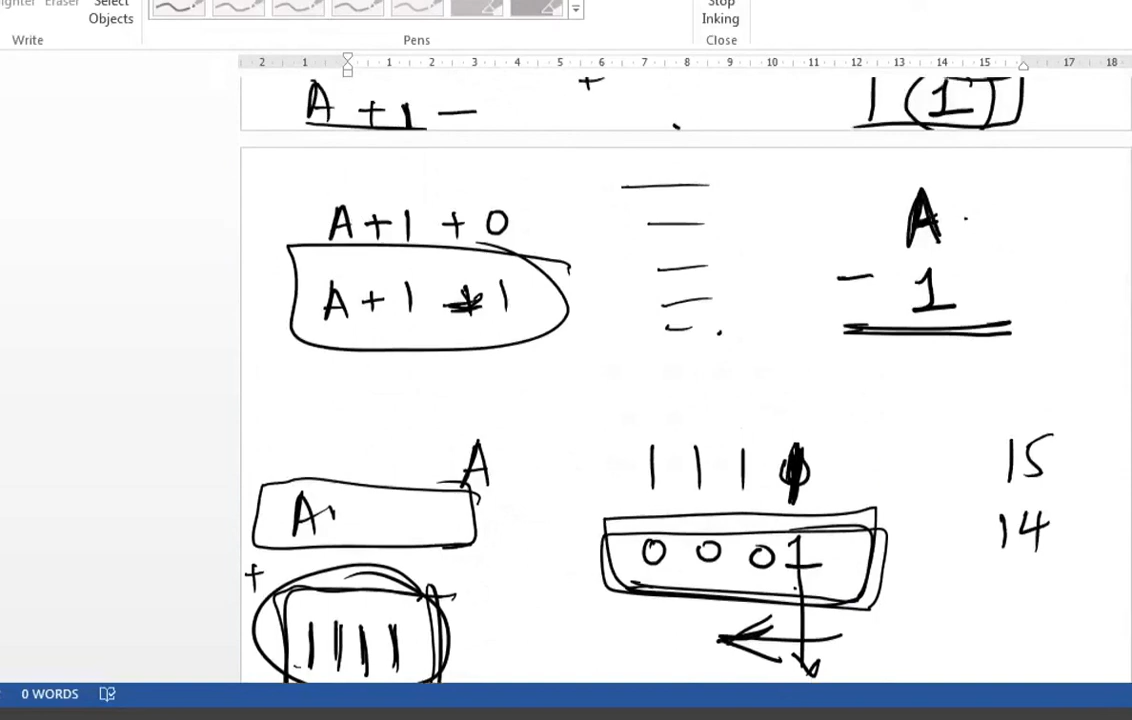 Eraser Select
Objects
Stop
Inking
Write
Pens
Close
2 1 1 2 3 4 5 6 7 8 9 10 11 12 13 14 15 17 18
A + 1 -
+
1 (1)
A + 1 + 0
A + 1 + 1
A
- 1
A
1 1 1
15
A
0 0 0 1
14
+
1 1 1 1
0 WORDS